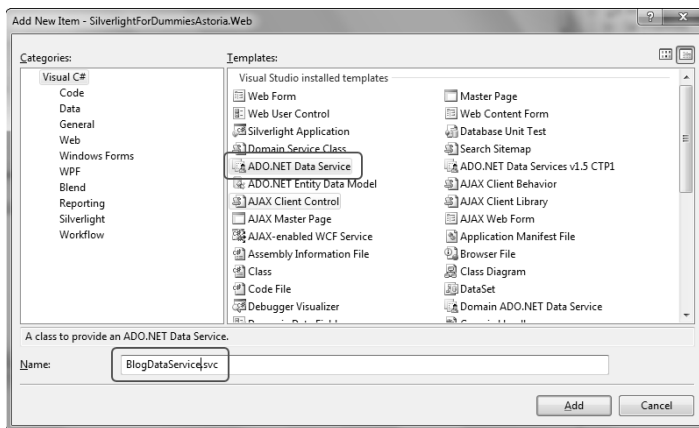 Add New Item - SilverlightForDummiesAstoria.Web
Categories:
Templates:
Visual C#
Code
Data
General
Web
Windows Forms
WPF
Blend
Reporting
Silverlight
Workflow
Visual Studio installed templates
Web Form
Master Page
Web User Control
Web Content Form
Silverlight Application
Database Unit Test
Domain Service Class
Search Sitemap
ADO.NET Data Service
ADO.NET Data Services v1.5 CTP1
ADO.NET Entity Data Model
AJAX Client Behavior
AJAX Client Control
AJAX Client Library
AJAX Master Page
AJAX Web Form
AJAX-enabled WCF Service
Application Manifest File
Assembly Information File
Browser File
Class
Class Diagram
Code File
DataSet
Debugger Visualizer
Domain ADO.NET Data Service
A class to provide an ADO.NET Data Service.
Name:
BlogDataService.svc
Add
Cancel